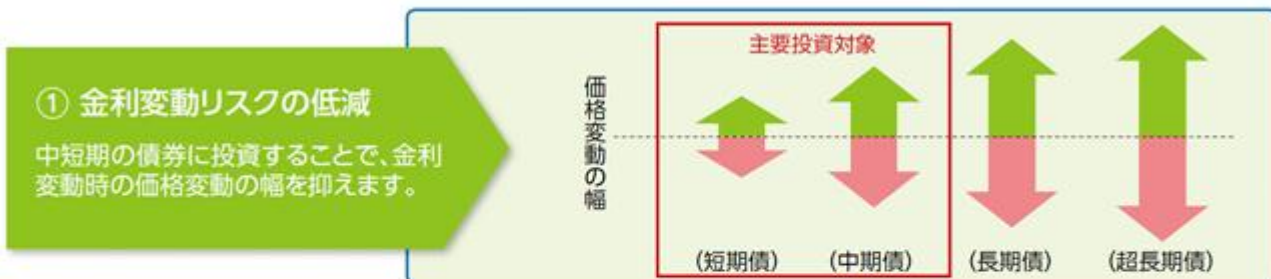 ① 金利変動リスクの低減
中短期の債券に投資することで、金利
変動時の価格変動の幅を抑えます。
主要投資対象
価格変動の幅
(短期債)
(中期債)
(長期債)
(超長期債)